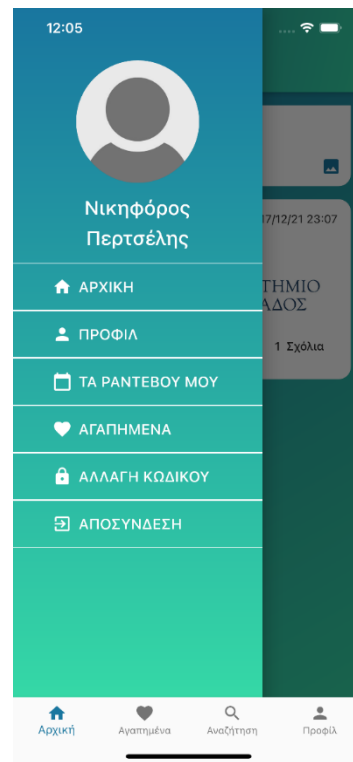 12:05
Νικηφόρος
Περτσέλης
7/12/21 23:07
ΑΡΧΙΚΗ
ΤΗΜΙΟ
ΑΔΟΣ
ΠΡΟΦΙΛ
1 Σχόλια
ΤΑ ΡΑΝΤΕΒΟΥ ΜΟΥ
ΑΓΑΠΗΜΕΝΑ
ΑΛΛΑΓΗ ΚΩΔΙΚΟΥ
ΑΠΟΣΥΝΔΕΣΗ
Αρχική Αγαπημένα Αναζήτηση Προφίλ